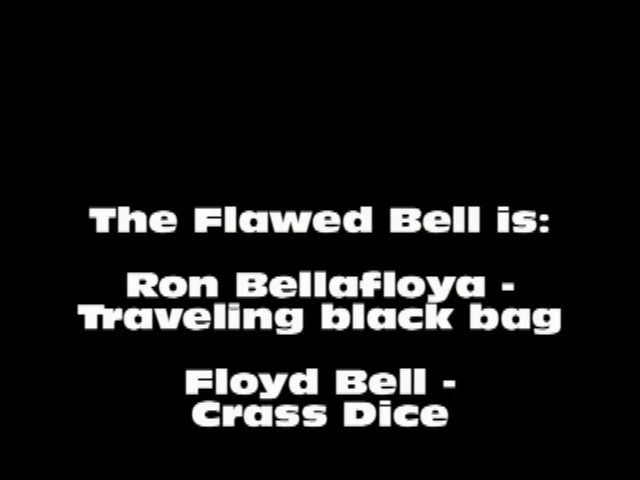 The Flawed Bell is:
Ron Bellafloya -
Traveling black bag
Floyd Bell -
Crass Dice